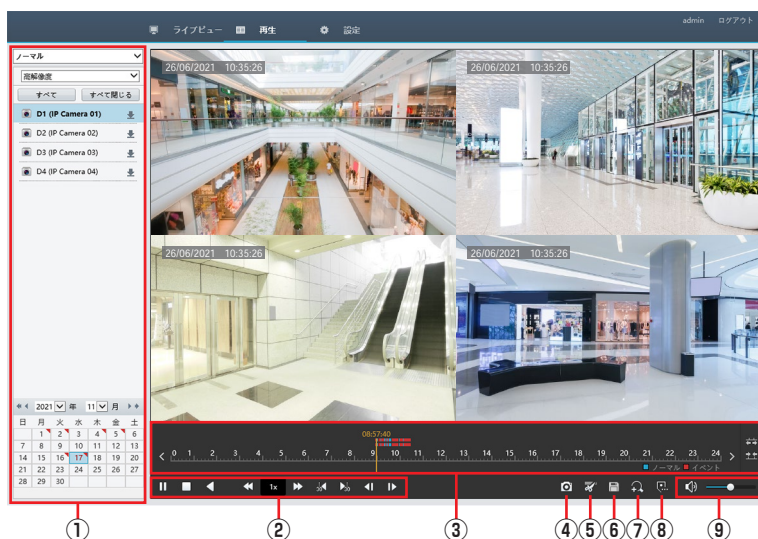 ライブビュー 再生 設定 admin ログアウト
ノーマル
高解像度
すべて すべて閉じる
D1 (IP Camera 01)
D2 (IP Camera 02)
D3 (IP Camera 03)
D4 (IP Camera 04)
26/06/2021 10:35:26
26/06/2021 10:35:26
26/06/2021 10:35:26
26/06/2021 10:35:26
2021 年 11 月
日 月 火 水 木 金 土
1 2 3 4 5 6
7 8 9 10 11 12 13
14 15 16 17 18 19 20
21 22 23 24 25 26 27
28 29 30
08:57:40
0 1 2 3 4 5 6 7 8 9 10 11 12 13 14 15 16 17 18 19 20 21 22 23 24
ノーマル イベント
1x 30 30
① ② ③ ④ ⑤ ⑥ ⑦ ⑧ ⑨